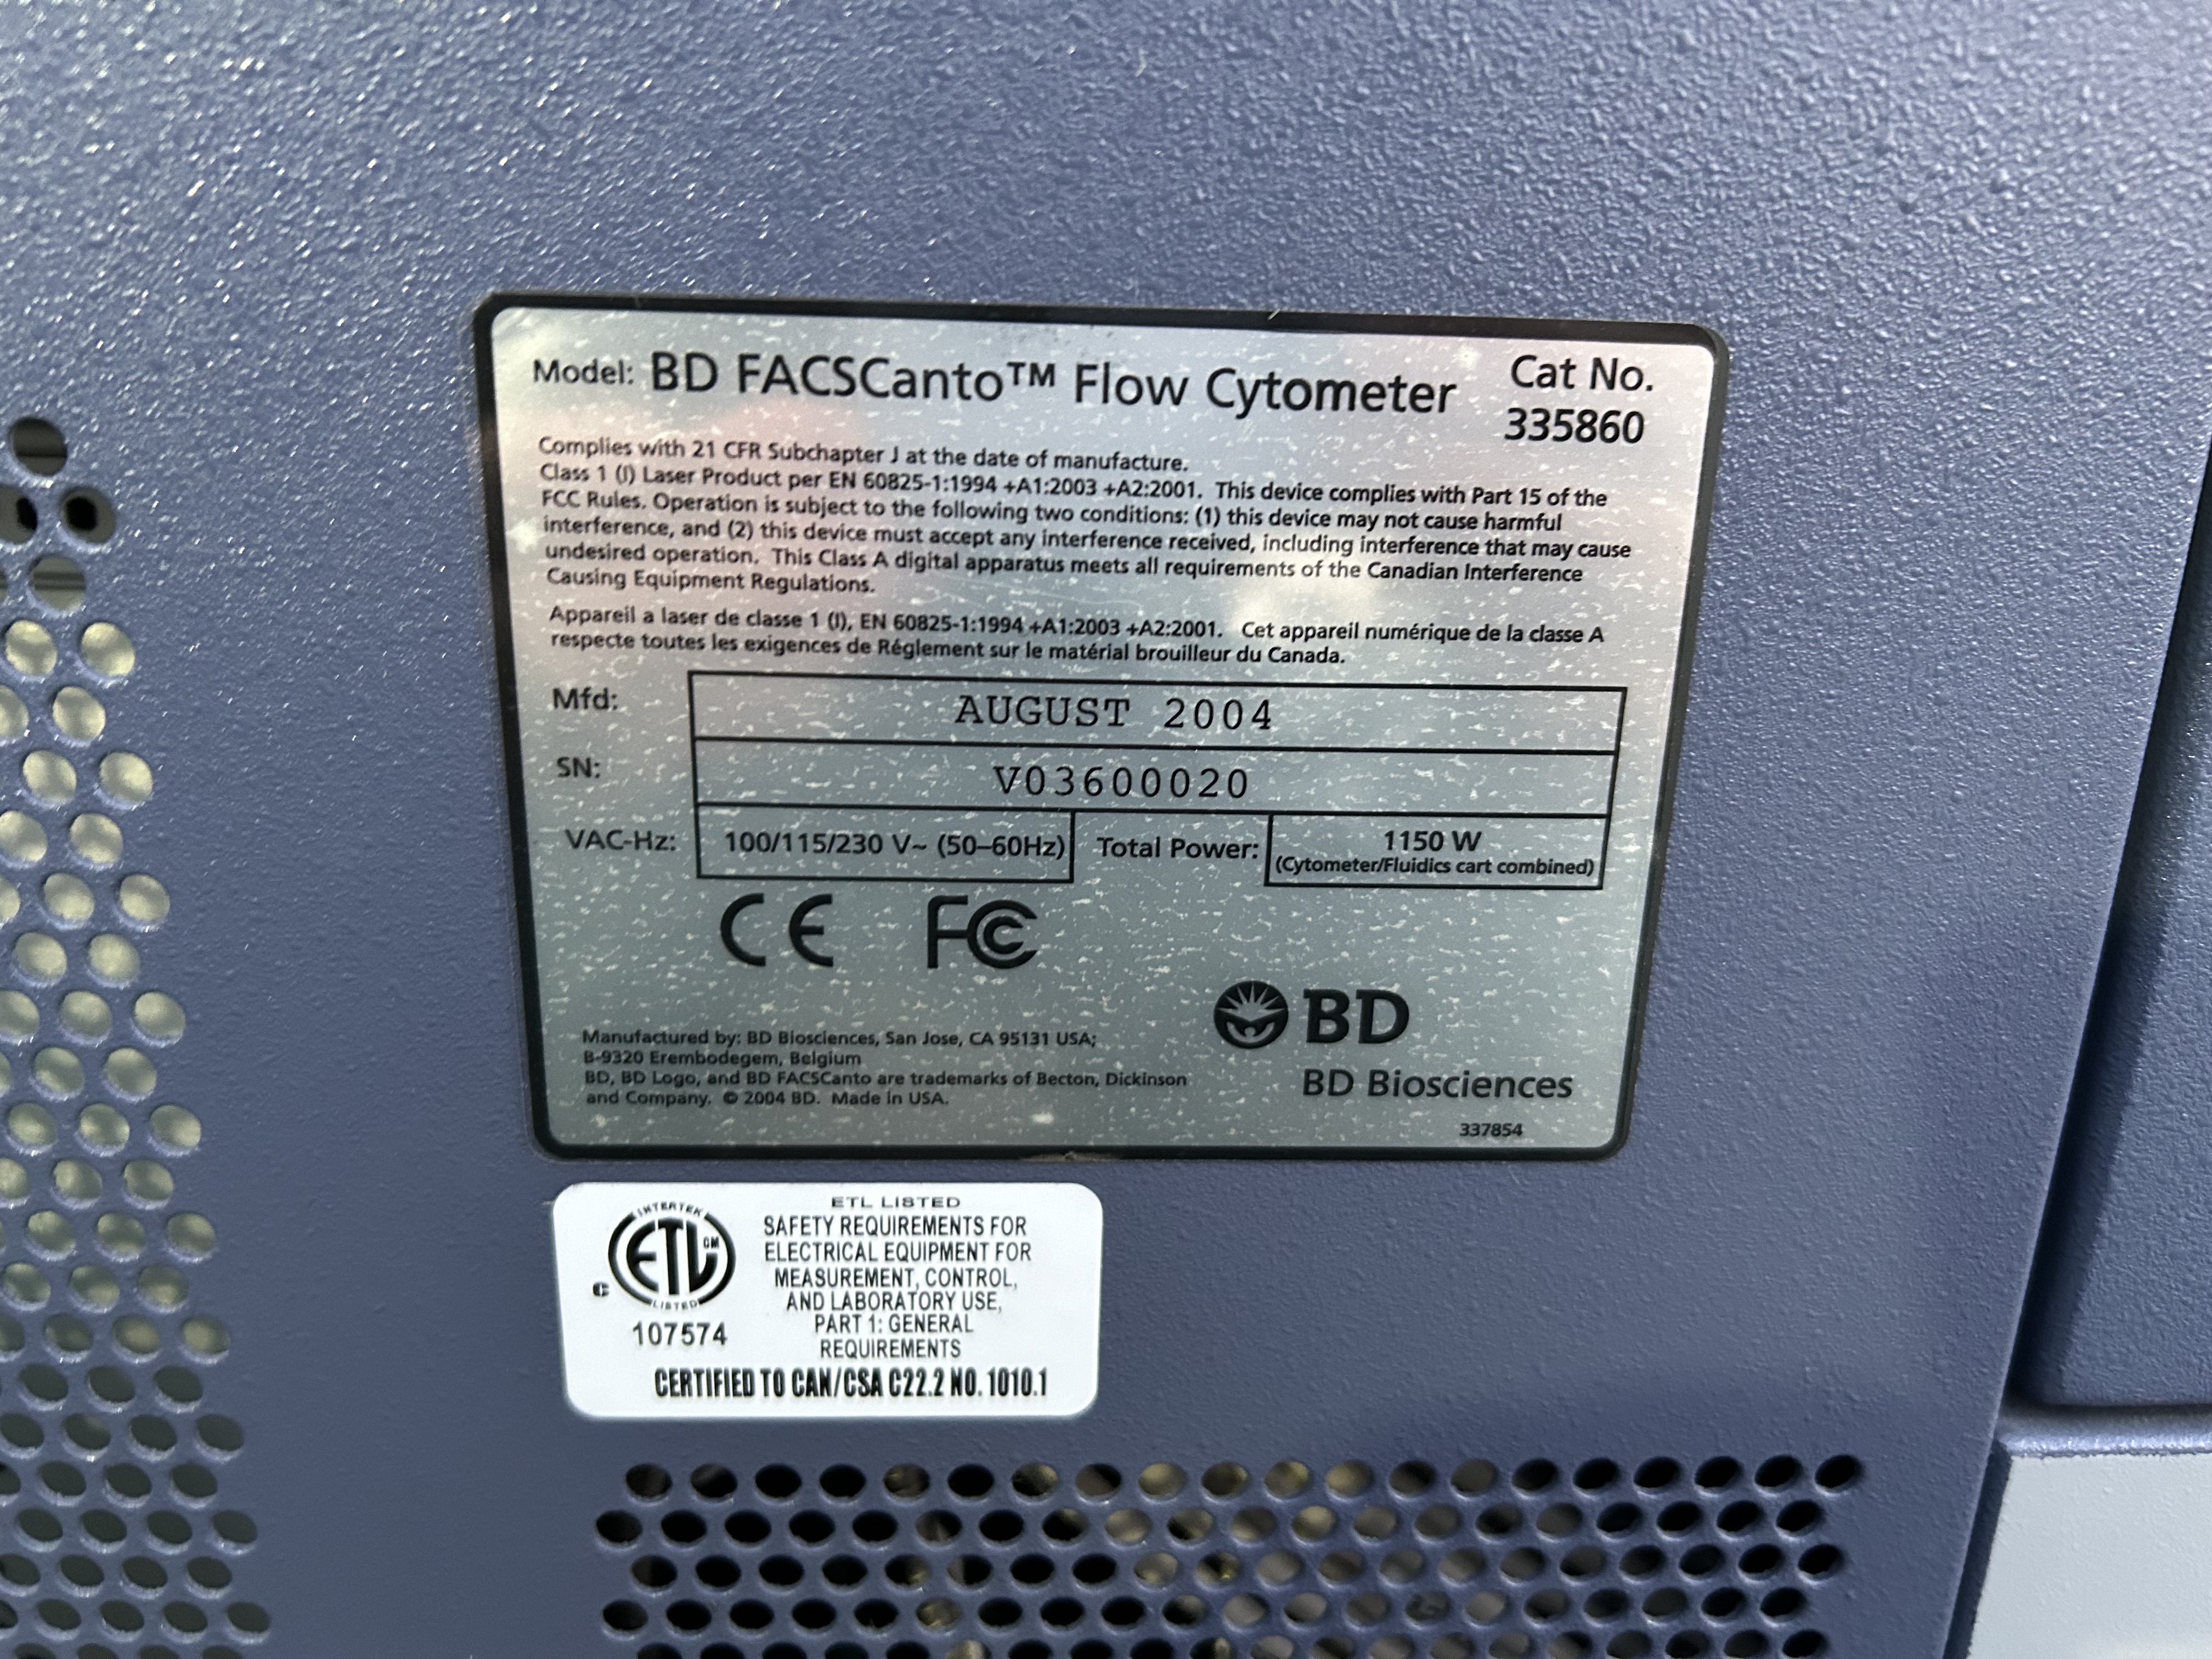 Model: BD FACSCanto™ Flow Cytometer
Cat No.
335860
Complies with 21 CFR Subchapter J at the date of manufacture.
Class 1 (I) Laser Product per EN 60825-1:1994 +A1:2003 +A2:2001. This device complies with Part 15 of the
FCC Rules. Operation is subject to the following two conditions: (1) this device may not cause harmful
interference, and (2) this device must accept any interference received, including interference that may cause
undesired operation. This Class A digital apparatus meets all requirements of the Canadian Interference
Causing Equipment Regulations.
Appareil a laser de classe 1 (I), EN 60825-1:1994 +A1:2003 +A2:2001. Cet appareil numérique de la classe A
respecte toutes les exigences de Réglement sur le matérial brouilleur du Canada.
Mfd: AUGUST 2004
SN: V03600020
VAC-Hz: 100/115/230 V~ (50–60Hz) Total Power: 1150 W
(Cytometer/Fluidics cart combined)
CE FCC
BD
BD Biosciences
Manufactured by: BD Biosciences, San Jose, CA 95131 USA;
B-9320 Erembodegem, Belgium
BD, BD Logo, and BD FACSCanto are trademarks of Becton, Dickinson
and Company. © 2004 BD. Made in USA.
337854
INTERTEK
C ETL CM
LISTED
107574
ETL LISTED
SAFETY REQUIREMENTS FOR
ELECTRICAL EQUIPMENT FOR
MEASUREMENT, CONTROL,
AND LABORATORY USE,
PART 1: GENERAL
REQUIREMENTS
CERTIFIED TO CAN/CSA C22.2 NO. 1010.1